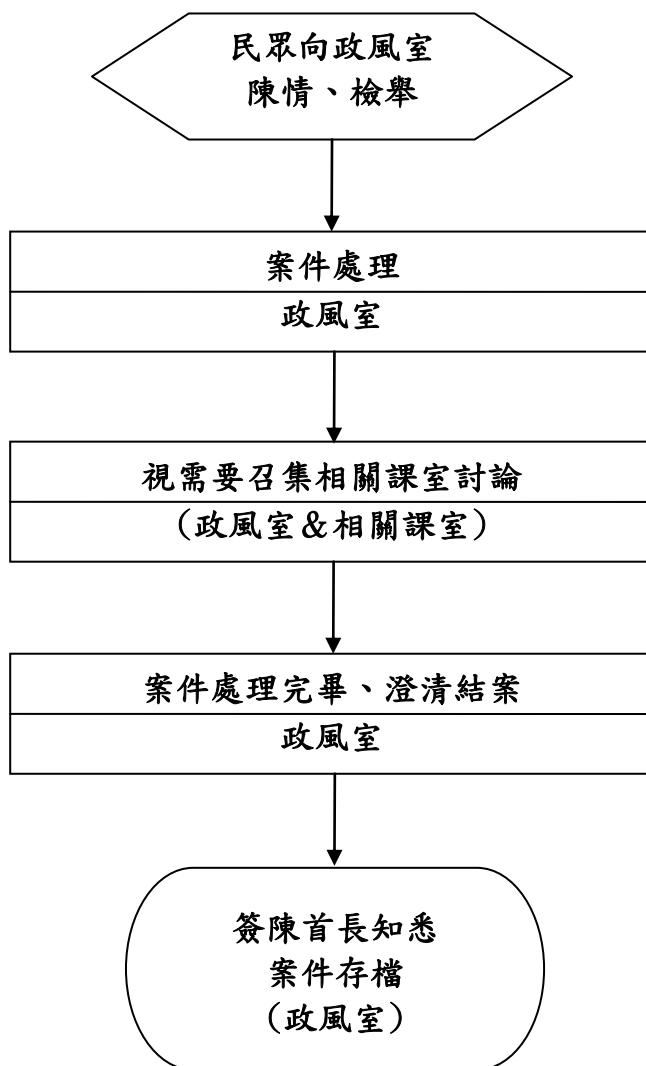 民眾向政風室
陳情、檢舉
案件處理
政風室
視需要召集相關課室討論
（政風室＆相關課室）
案件處理完畢、澄清結案
政風室
簽陳首長知悉
案件存檔
（政風室）